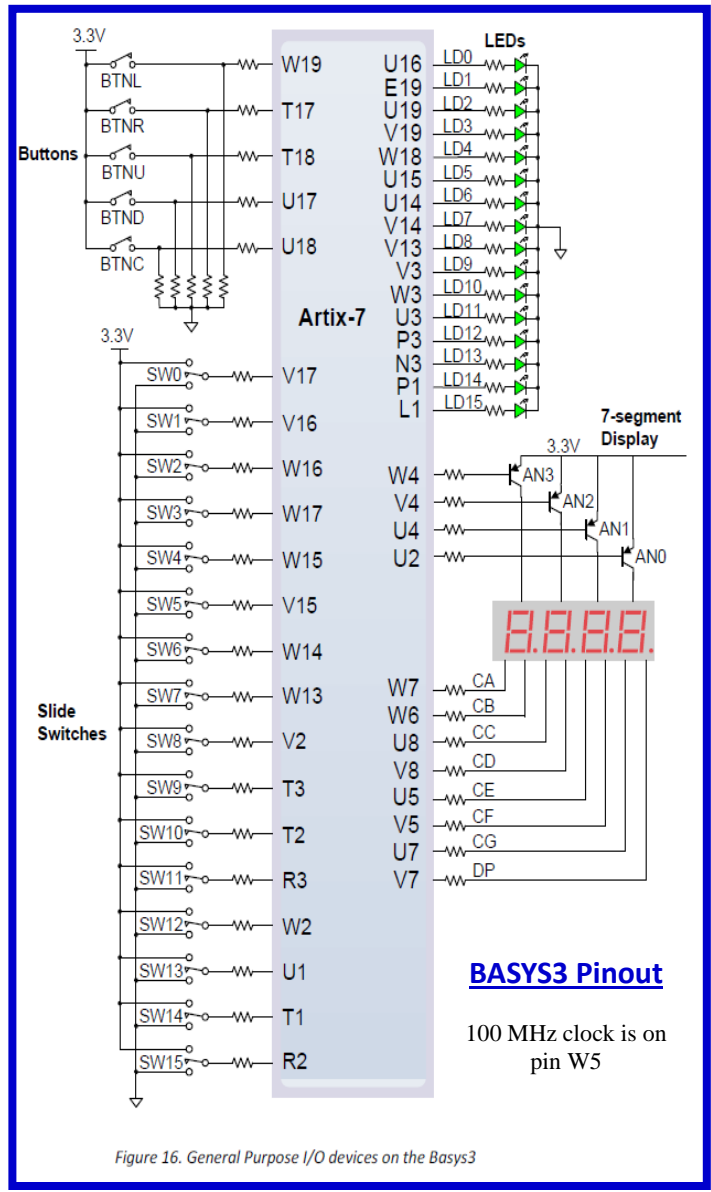 3.3V
BTNL
BTNR
Buttons
BTNU
BTND
BTNC
W19
T17
T18
U17
U18
Artix-7
LEDs
U16 LD0
E19 LD1
U19 LD2
V19 LD3
W18 LD4
U15 LD5
U14 LD6
V14 LD7
V13 LD8
V3 LD9
W3 LD10
U3 LD11
P3 LD12
N3 LD13
P1 LD14
L1 LD15
3.3V
SW0 V17
SW1 V16
SW2 W16
SW3 W17
SW4 W15
SW5 V15
SW6 W14
SW7 W13
Slide
Switches
SW8 V2
SW9 T3
SW10 T2
SW11 R3
SW12 W2
SW13 U1
SW14 T1
SW15 R2
7-segment
Display
3.3V
W4 AN3
V4 AN2
U4 AN1
U2 AN0
8.8.8.8.
W7 CA
W6 CB
U8 CC
V8 CD
U5 CE
V5 CF
U7 CG
V7 DP
BASYS3 Pinout
100 MHz clock is on
pin W5
Figure 16. General Purpose I/O devices on the Basys3